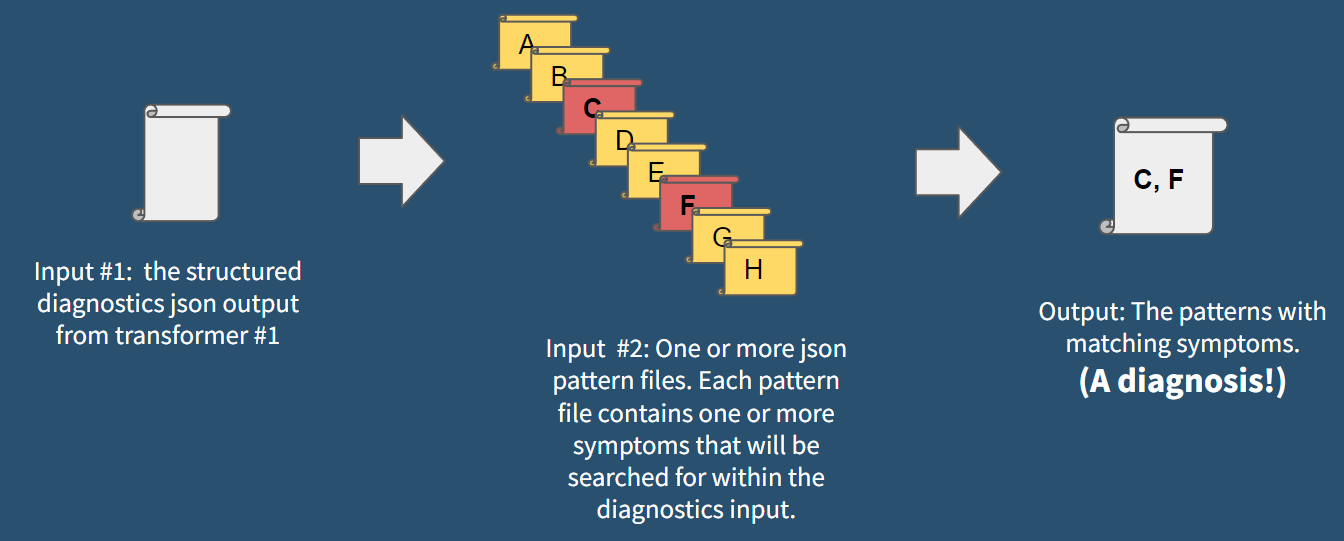 A
B
C
D
E
F
G
H
C, F
Input #1:  the structured
diagnostics json output
from transformer #1
Input  #2: One or more json
pattern files. Each pattern
file contains one or more
symptoms that will be
searched for within the
diagnostics input.
Output: The patterns with
matching symptoms.
(A diagnosis!)